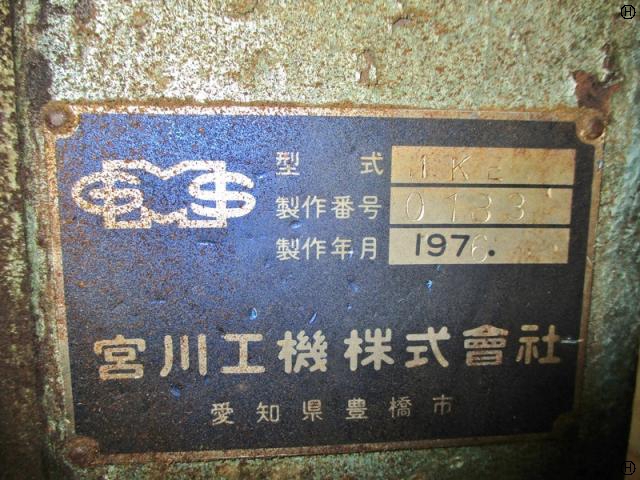 型式
製作番号 0133
製作年月 1976.
宮川工機株式會社
愛知県豊橋市